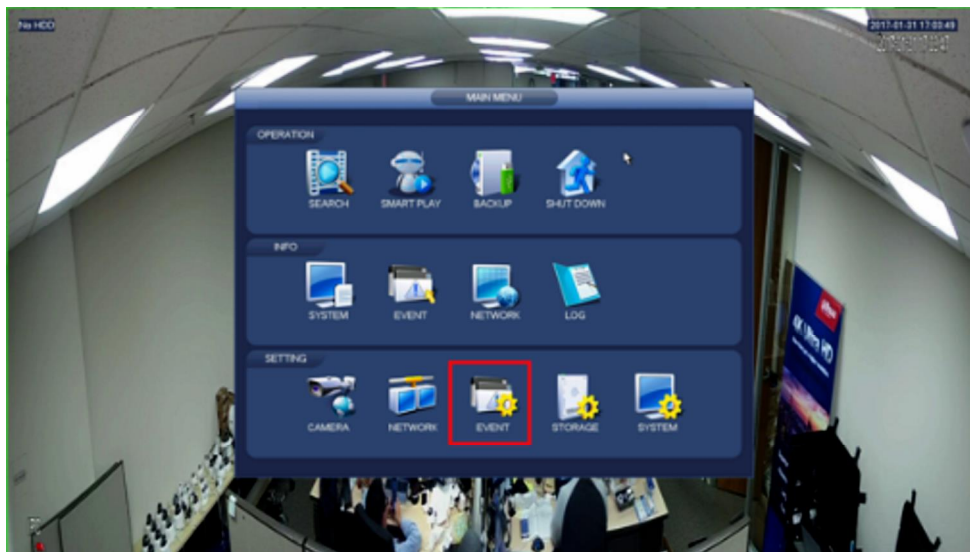 No HDD
2017-01-31 17:03:49
MAIN MENU
OPERATION
SEARCH
SMART PLAY
BACKUP
SHUT DOWN
INFO
SYSTEM
EVENT
NETWORK
LOG
SETTING
CAMERA
NETWORK
EVENT
STORAGE
SYSTEM
4K Ultra HD